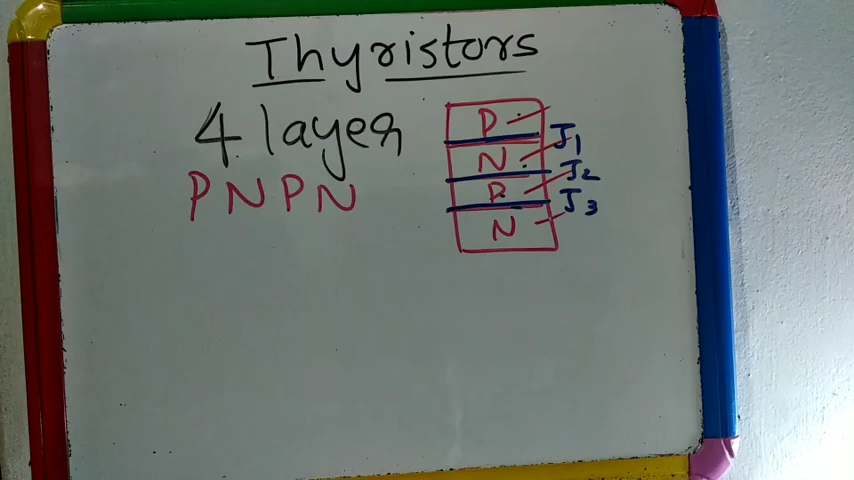 Thyristors
4 layer
PNPN
P
J1
N
J2
P
J3
N